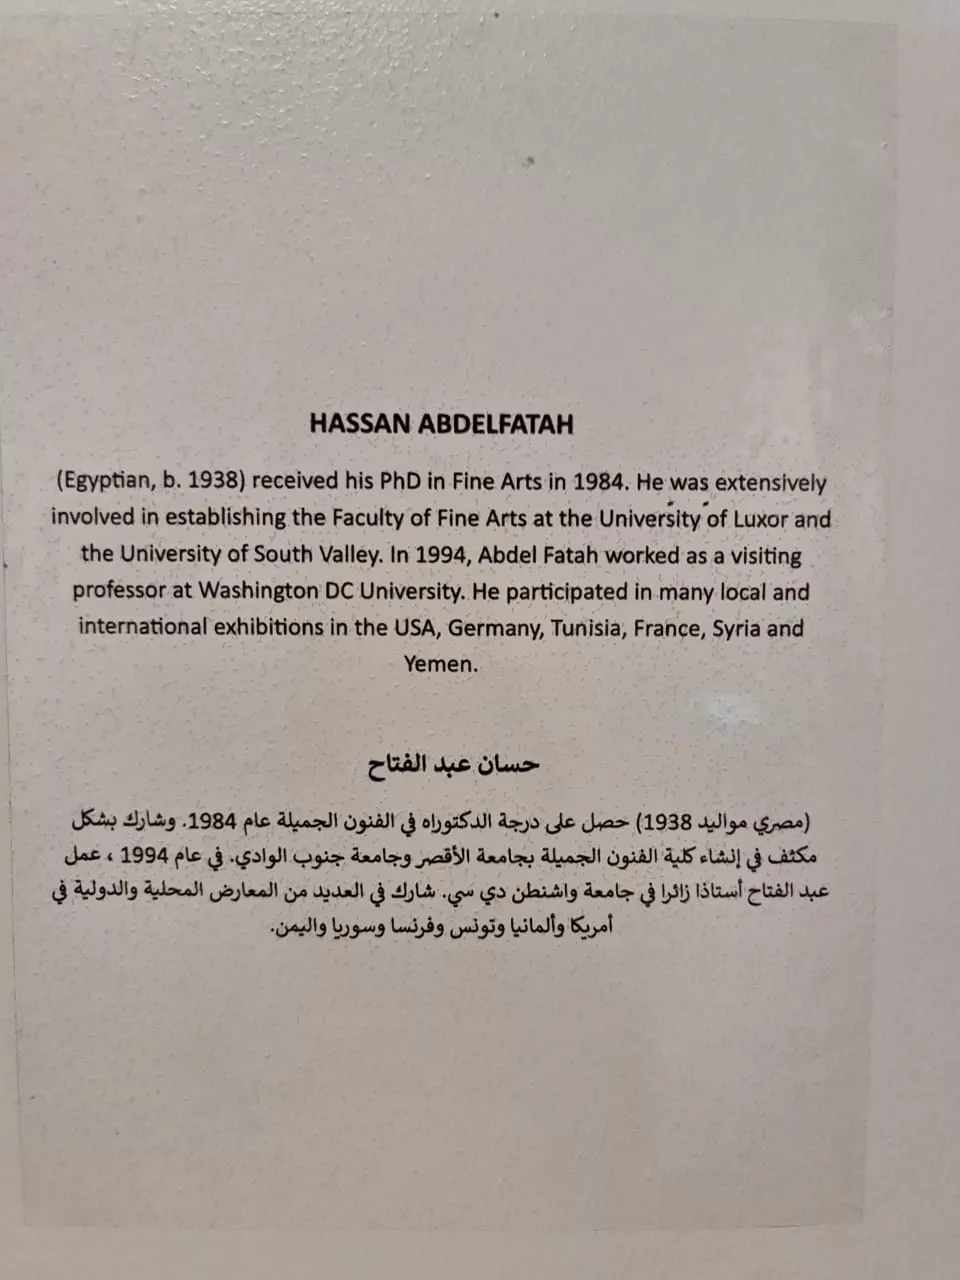 HASSAN ABDELFATAH
(Egyptian, b. 1938) received his PhD in Fine Arts in 1984. He was extensively
involved in establishing the Faculty of Fine Arts at the University of Luxor and
the University of South Valley. In 1994, Abdel Fatah worked as a visiting
professor at Washington DC University. He participated in many local and
international exhibitions in the USA, Germany, Tunisia, France, Syria and
Yemen.
حسان عبد الفتاح
(مصري مواليد 1938) حصل على درجة الدكتوراه في الفنون الجميلة عام 1984. وشارك بشكل
مكثف في إنشاء كلية الفنون الجميلة بجامعة الأقصر وجامعة جنوب الوادي. في عام 1994 ، عمل
عبد الفتاح أستاذا زائرا في جامعة واشنطن دي سي. شارك في العديد من المعارض المحلية والدولية في
أمريكا وألمانيا وتونس وفرنسا وسوريا واليمن.